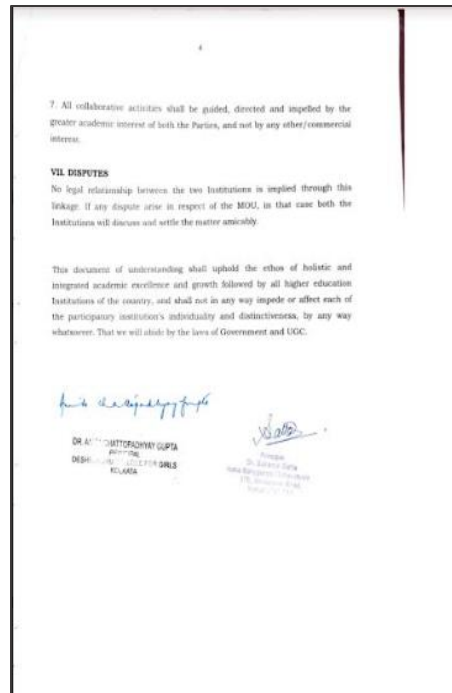 4
7. All collaborative activities shall be guided, directed and impelled by the
greater academic interest of both the Parties, and not by any other/commercial
interest.
VII. DISPUTES
No legal relationship between the two Institutions is implied through this
linkage. If any dispute arise in respect of the MOU, in that case both the
Institutions will discuss and settle the matter amicably.
This document of understanding shall uphold the ethos of holistic and
integrated academic excellence and growth followed by all higher education
Institutions of the country, and shall not in any way impede or affect each of
the participatory institution's individuality and distinctiveness, by any way
whatsoever. That we will abide by the laws of Government and UGC.
DR. CHATTOPADHYAY GUPTA
PRINCIPAL
FOR GIRLS
KOLKATA
Principal
Dr.